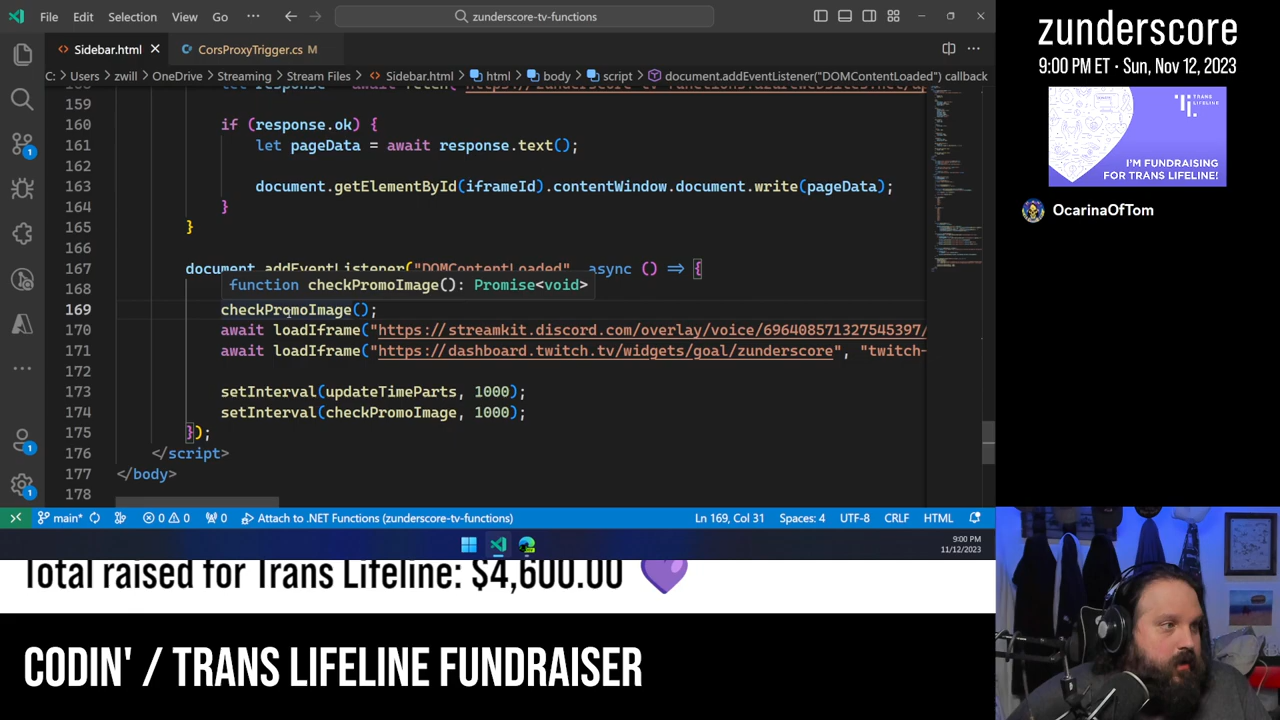 File Edit Selection View Go ··· zunderscore-tv-functions
Sidebar.html CorsProxyTrigger.cs M
C: > Users > zwill > OneDrive > Streaming > Stream Files > Sidebar.html > html > body > script > document.addEventListener("DOMContentLoaded") callback
159
160 if (response.ok) {
161 let pageData = await response.text();
162
163 document.getElementById(iframeId).contentWindow.document.write(pageData);
164 }
165 }
166
167 document.addEventListener("DOMContentLoaded", async () => {
function checkPromoImage(): Promise<void>
168
169 checkPromoImage();
170 await loadIframe("https://streamkit.discord.com/overlay/voice/696408571327545397/
171 await loadIframe("https://dashboard.twitch.tv/widgets/goal/zunderscore", "twitch-
172
173 setInterval(updateTimeParts, 1000);
174 setInterval(checkPromoImage, 1000);
175 });
176 </script>
177 </body>
178
main* 0 0 0 Attach to .NET Functions (zunderscore-tv-functions) Ln 169, Col 31 Spaces: 4 UTF-8 CRLF HTML
9:00 PM
11/12/2023
Total raised for Trans Lifeline: $4,600.00 💜
CODIN' / TRANS LIFELINE FUNDRAISER
zunderscore
9:00 PM ET · Sun, Nov 12, 2023
TRANS
LIFELINE
I'M FUNDRAISING
FOR TRANS LIFELINE!
OcarinaOfTom